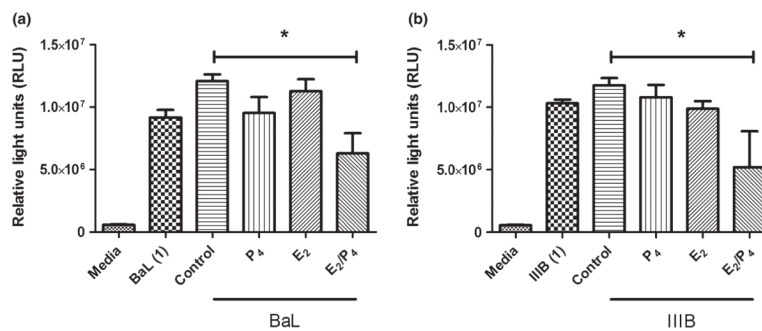 (a)
*
Relative light units (RLU)
1.5×10⁷
1.0×10⁷
5.0×10⁶
0
Media
BaL (1)
Control
P₄
E₂
E₂/P₄
BaL
(b)
*
Relative light units (RLU)
1.5×10⁷
1.0×10⁷
5.0×10⁶
0
Media
IIIB (1)
Control
P₄
E₂
E₂/P₄
IIIB